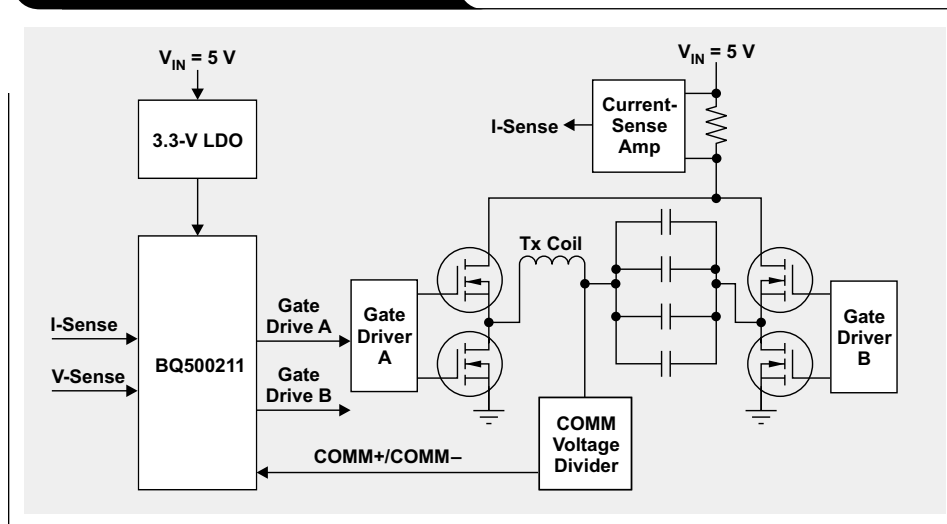 V_IN = 5 V
3.3-V LDO
I-Sense
V-Sense
BQ500211
Gate
Drive A
Gate
Drive B
COMM+/COMM–
Gate
Driver
A
Tx Coil
COMM
Voltage
Divider
V_IN = 5 V
Current-
Sense
Amp
I-Sense
Gate
Driver
B